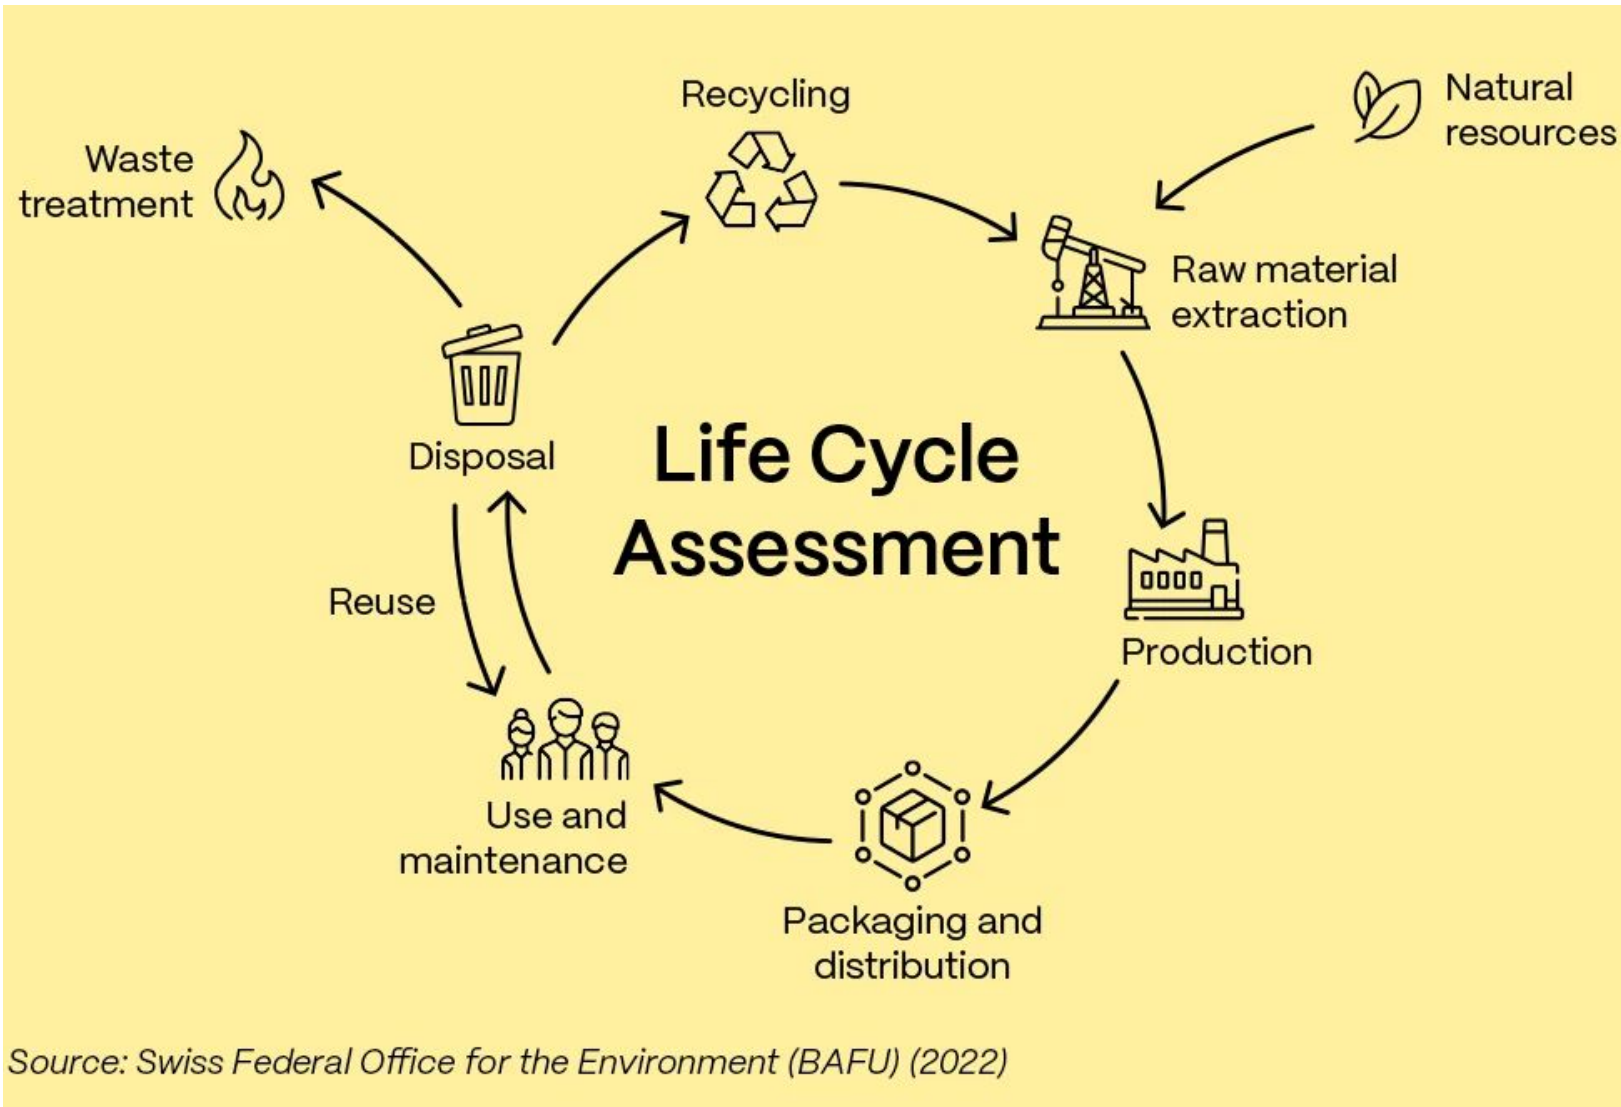 Recycling
Natural
resources
Waste
treatment
Raw material
extraction
Life Cycle
Assessment
Disposal
Reuse
Production
Use and
maintenance
Packaging and
distribution
Source: Swiss Federal Office for the Environment (BAFU) (2022)